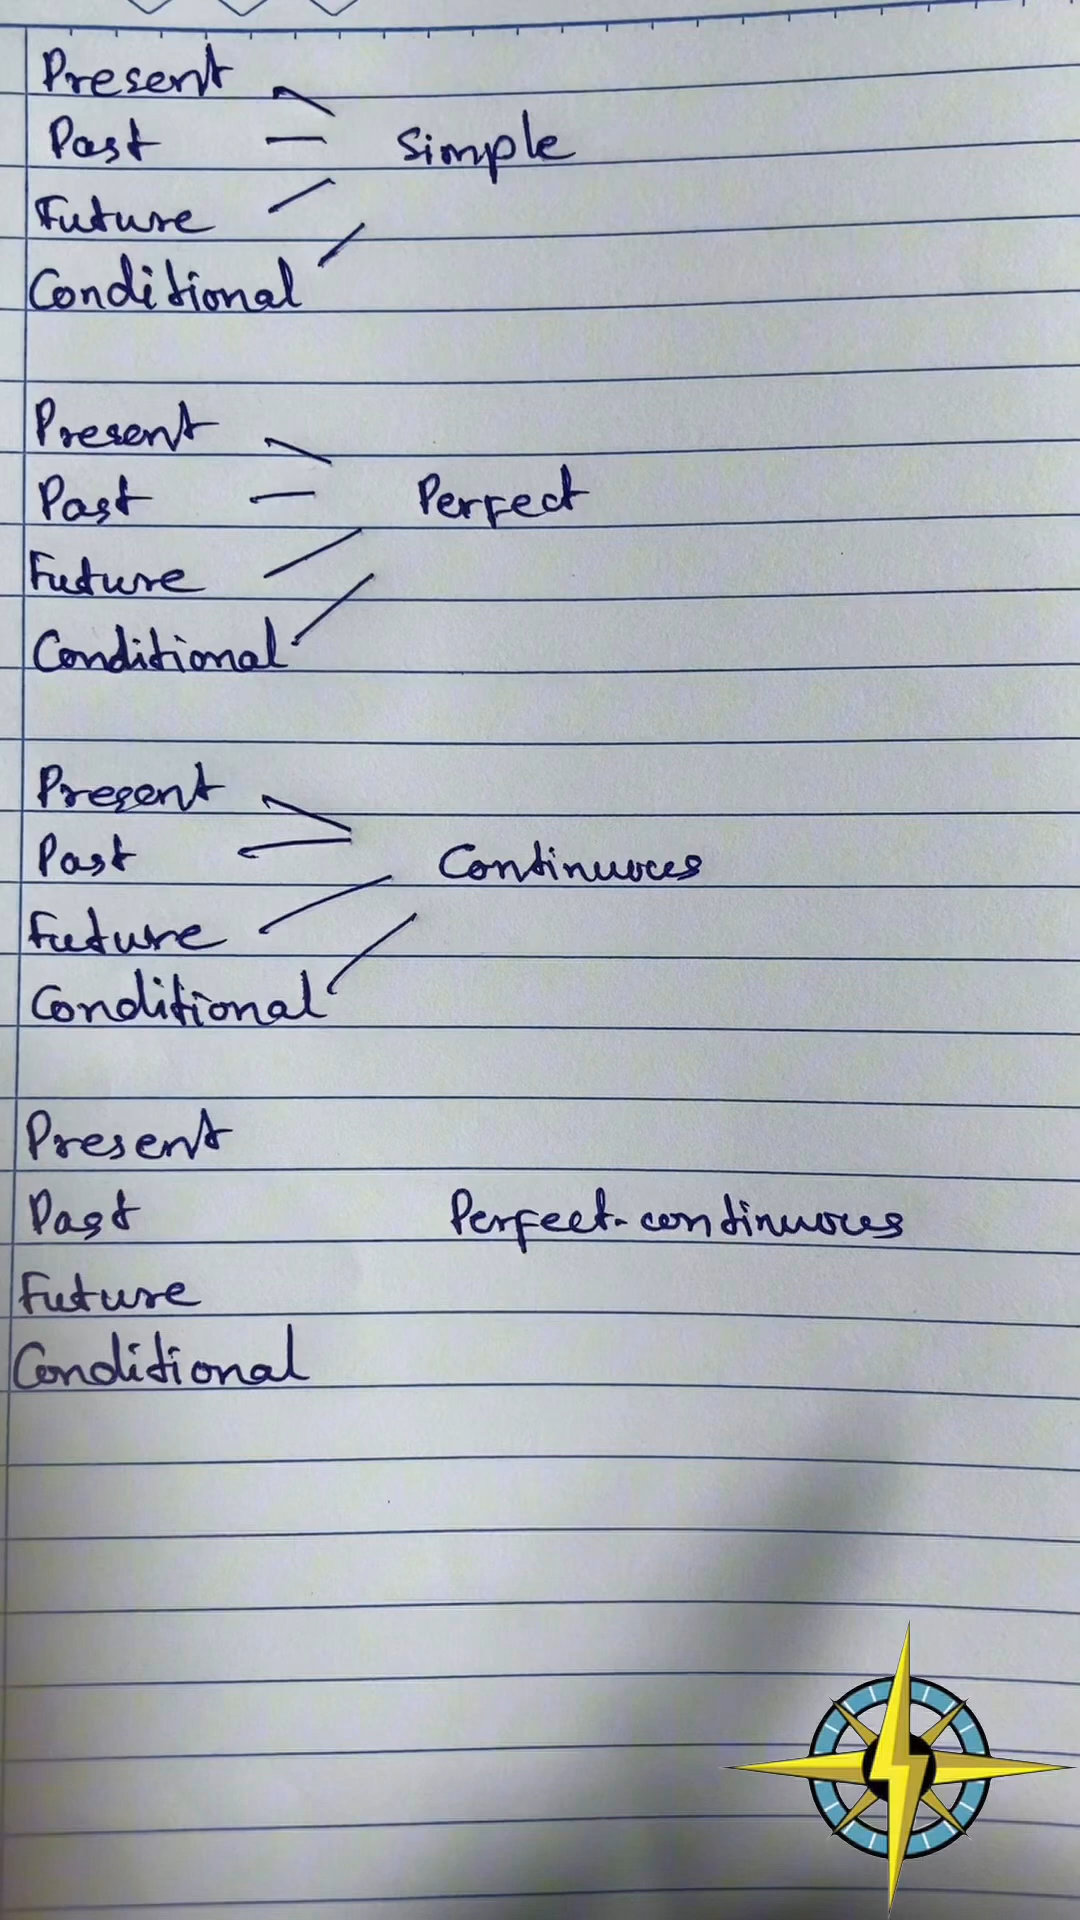 Present
Past Simple
Future
Conditional
Present
Past Perfect
Future
Conditional
Present
Past Continuous
Future
Conditional
Present
Past Perfect-continuous
Future
Conditional